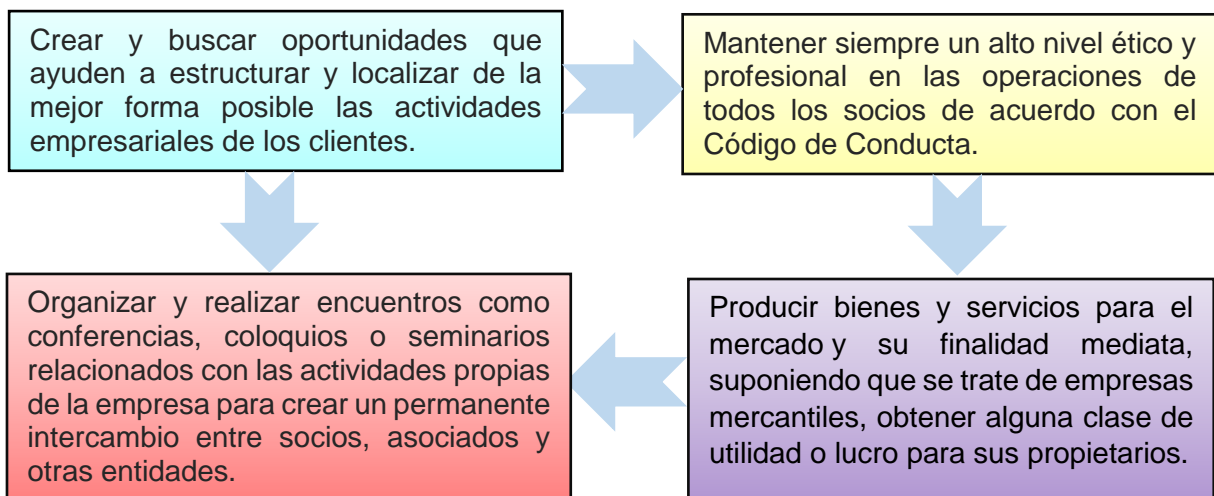 Crear y buscar oportunidades que
ayuden a estructurar y localizar de la
mejor forma posible las actividades
empresariales de los clientes.
Mantener siempre un alto nivel ético y
profesional en las operaciones de
todos los socios de acuerdo con el
Código de Conducta.
Organizar y realizar encuentros como
conferencias, coloquios o seminarios
relacionados con las actividades propias
de la empresa para crear un permanente
intercambio entre socios, asociados y
otras entidades.
Producir bienes y servicios para el
mercado y su finalidad mediata,
suponiendo que se trate de empresas
mercantiles, obtener alguna clase de
utilidad o lucro para sus propietarios.